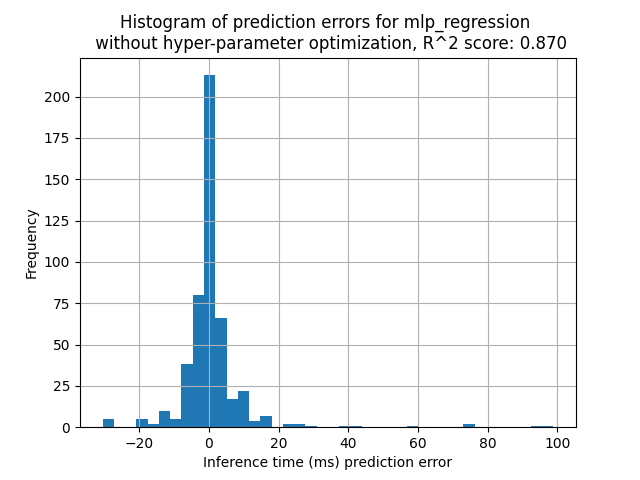 Histogram of prediction errors for mlp_regression
without hyper-parameter optimization, R^2 score: 0.870
200
175
150
125
100
75
50
25
0
Frequency
−20 0 20 40 60 80 100
Inference time (ms) prediction error